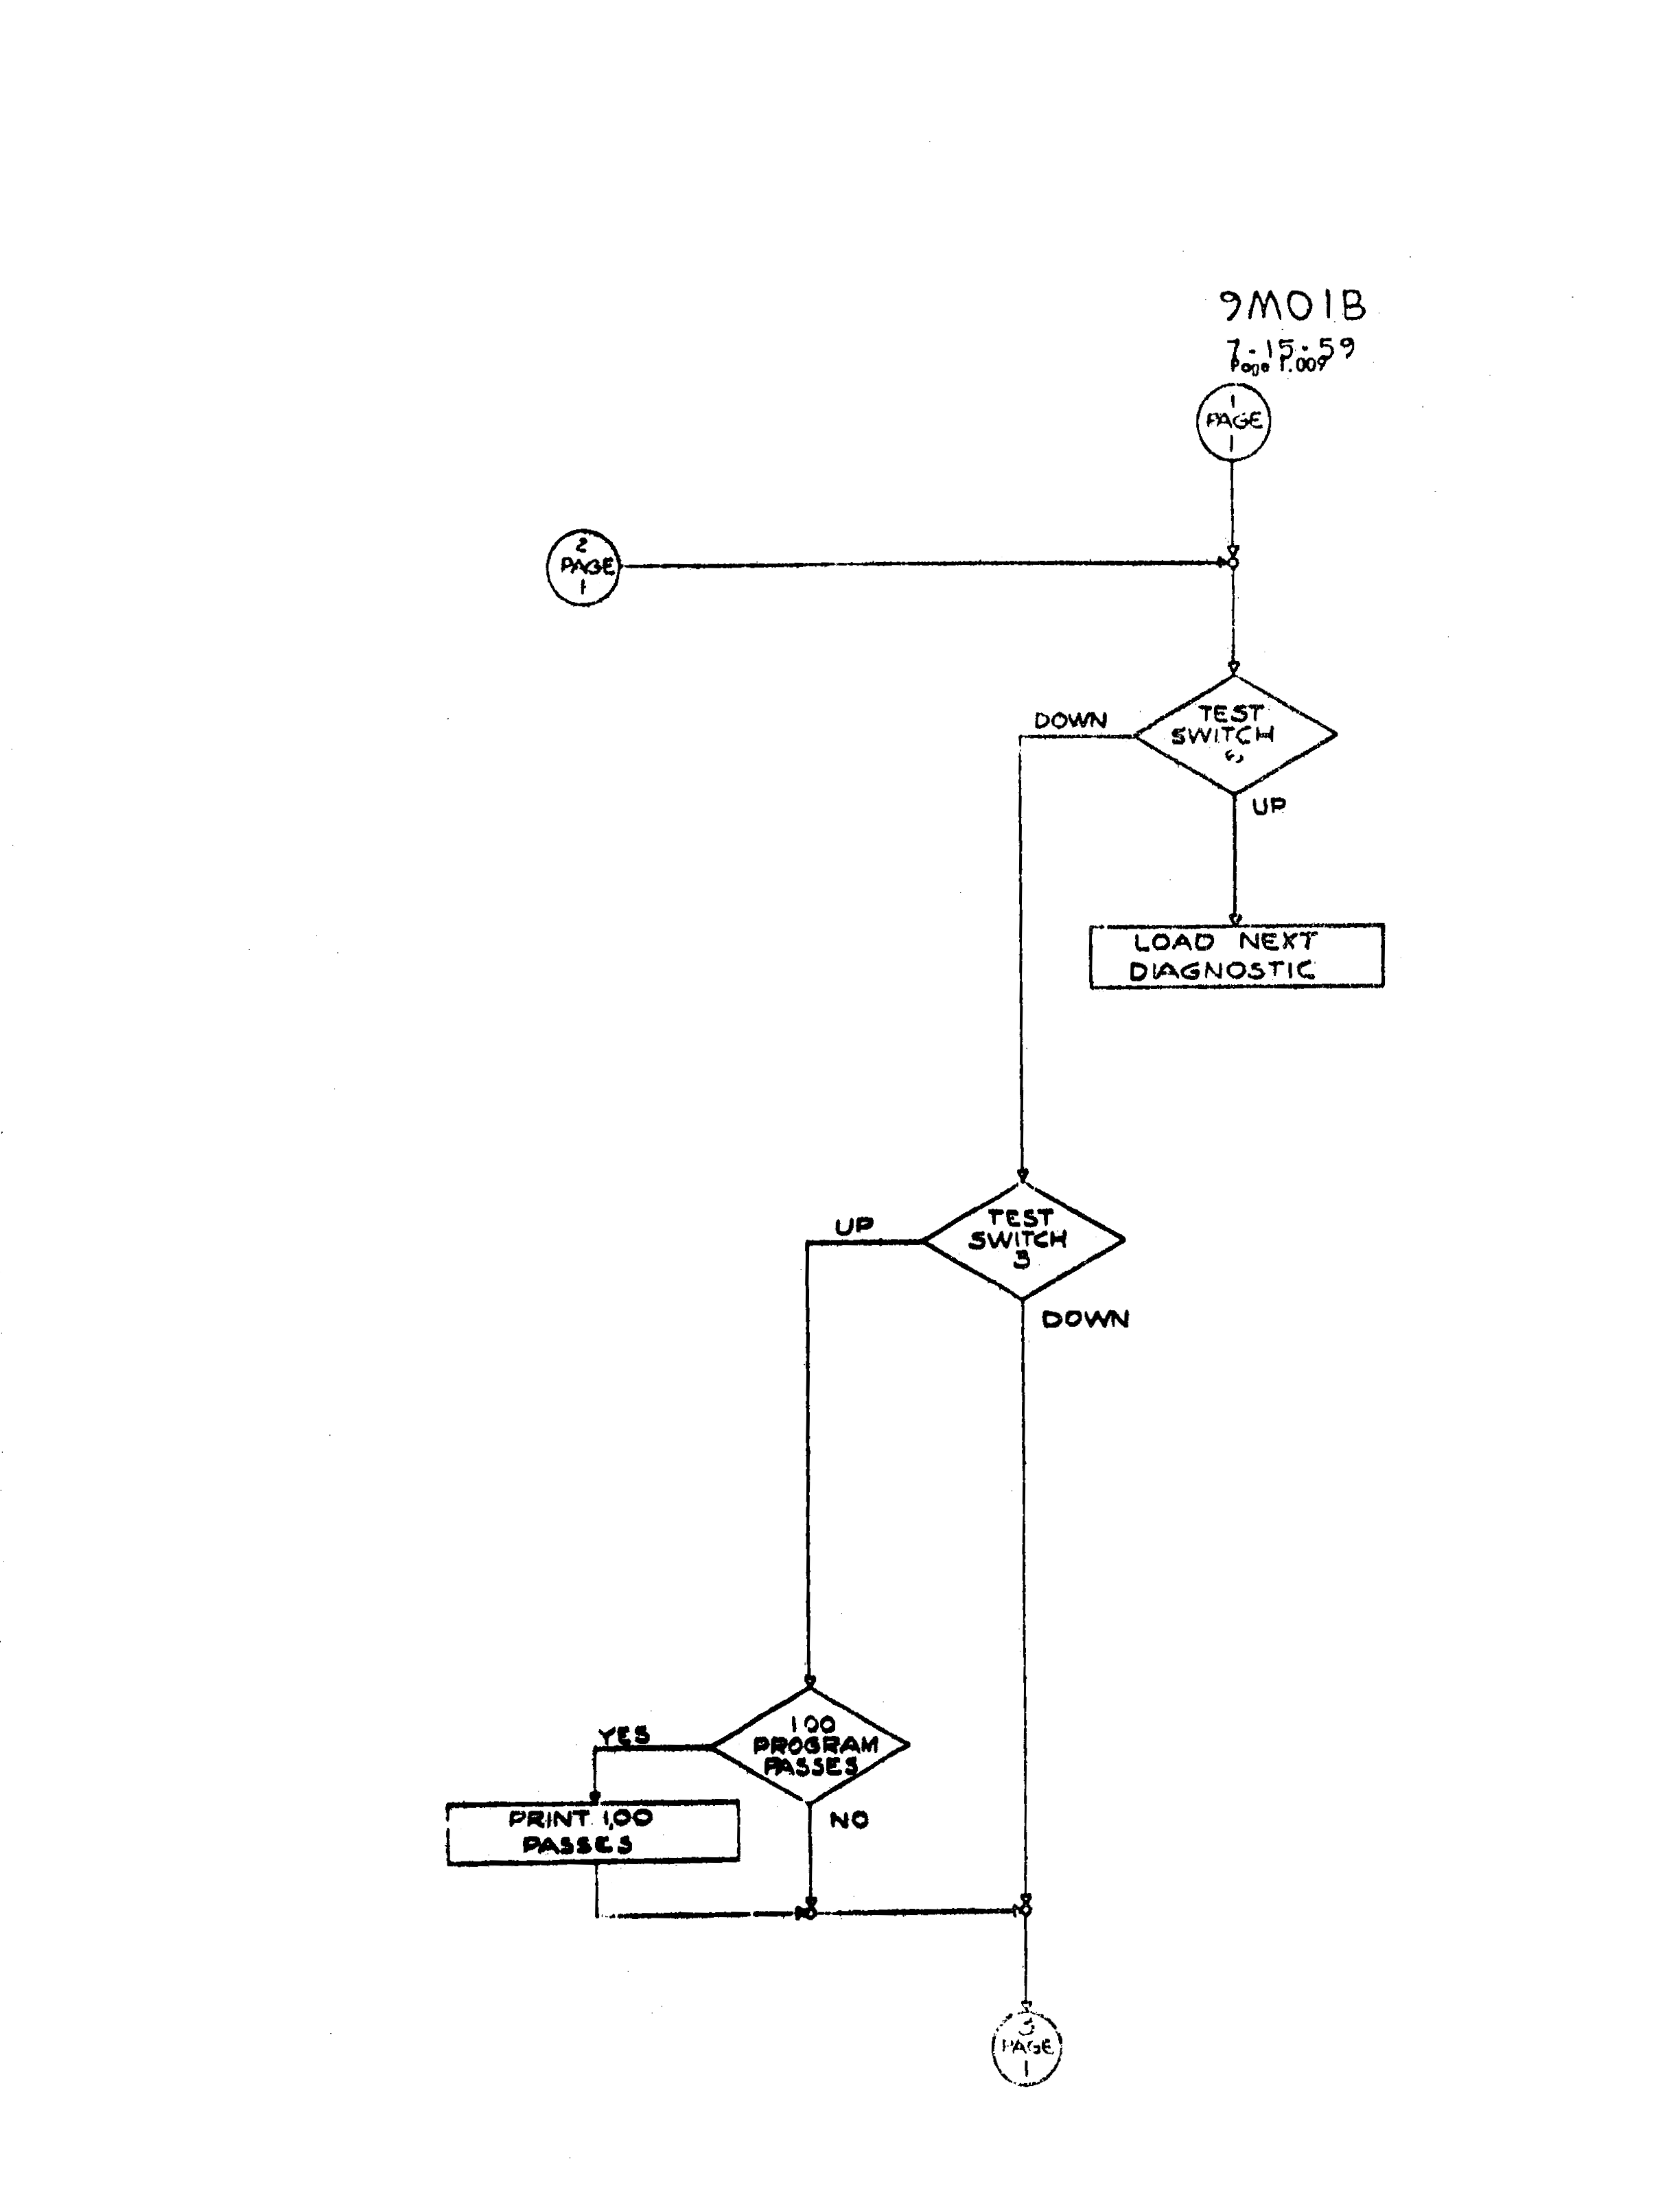 9M01B
7-15-59
Page 1.009
1
PAGE
1
2
PAGE
1
TEST
SWITCH
DOWN
UP
LOAD NEXT
DIAGNOSTIC
TEST
SWITCH
3
UP
DOWN
100
PROGRAM
PASSES
YES
NO
PRINT 100
PASSES
3
PAGE
1